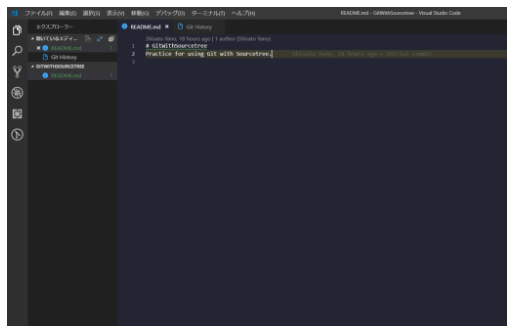 ファイル(F) 編集(E) 選択(S) 表示(V) 移動(G) デバッグ(D) ターミナル(T) ヘルプ(H) README.md - GitWithSourcetree - Visual Studio Code
エクスプローラー
README.md Git History
開いているエディ...
README.md
Git History
GITWITHSOURCETREE
README.md
Shisato Yano, 16 hours ago | 1 author (Shisato Yano)
1 # GitWithSourcetree
2 Practice for using Git with Sourcetree. Shisato Yano, 16 hours ago • Initial commit
3